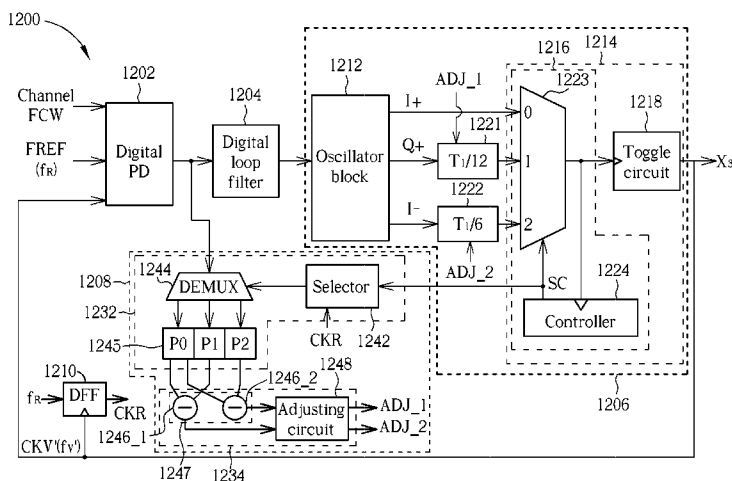 1200
1202
Channel
FCW
FREF
(fR)
Digital
PD
1204
Digital
loop
filter
1212
Oscillator
block
I+
Q+
I-
ADJ_1
1221
T1/12
1222
T1/6
ADJ_2
1216
1214
1223
0
1
2
1218
Toggle
circuit
X3
SC
1224
Controller
1206
1208
1232
1244
DEMUX
Selector
CKR
1242
1245
P0
P1
P2
1246_2
1248
Adjusting
circuit
ADJ_1
ADJ_2
1246_1
1247
1234
fR
1210
DFF
CKR
CKV'(fV')